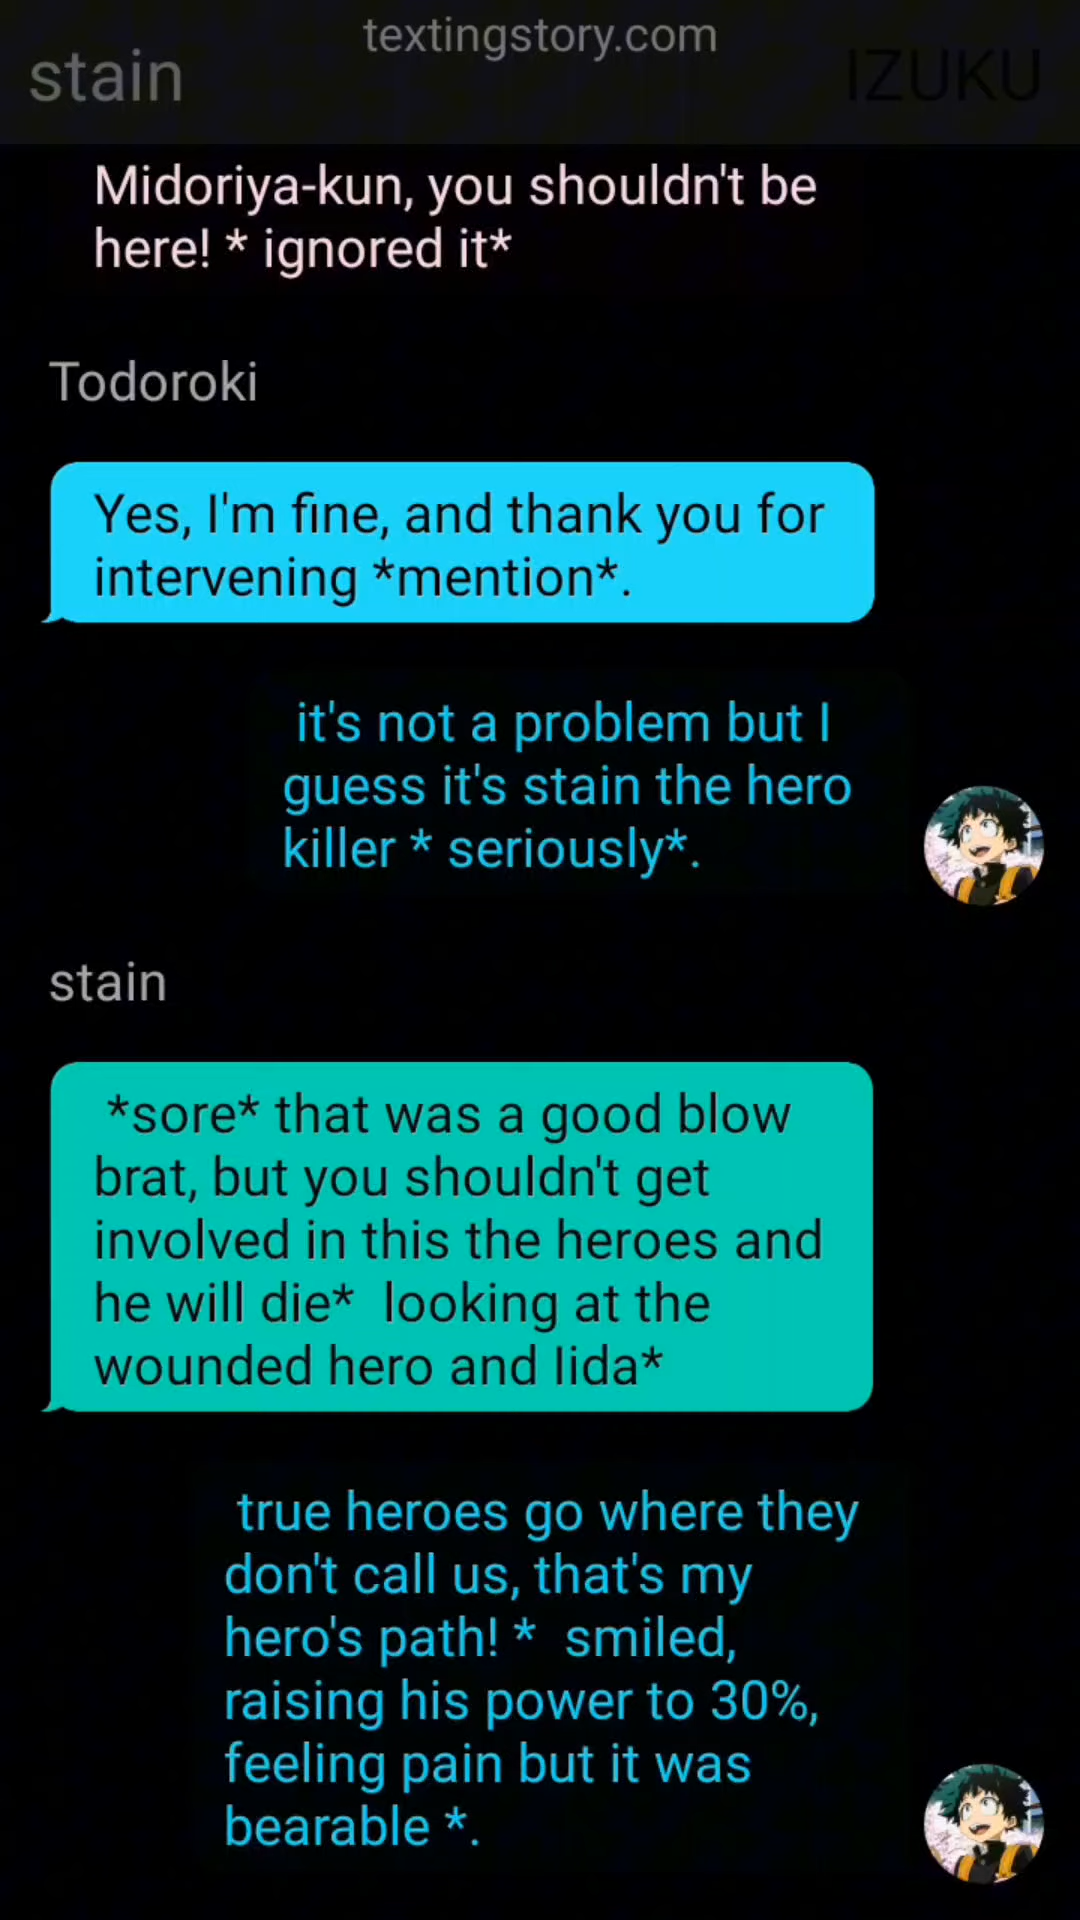 textingstory.com
stain
IZUKU
Midoriya-kun, you shouldn't be
here! * ignored it*
Todoroki
Yes, I'm fine, and thank you for
intervening *mention*.
it's not a problem but I
guess it's stain the hero
killer * seriously*.
stain
*sore* that was a good blow
brat, but you shouldn't get
involved in this the heroes and
he will die*  looking at the
wounded hero and Iida*
true heroes go where they
don't call us, that's my
hero's path! *  smiled,
raising his power to 30%,
feeling pain but it was
bearable *.